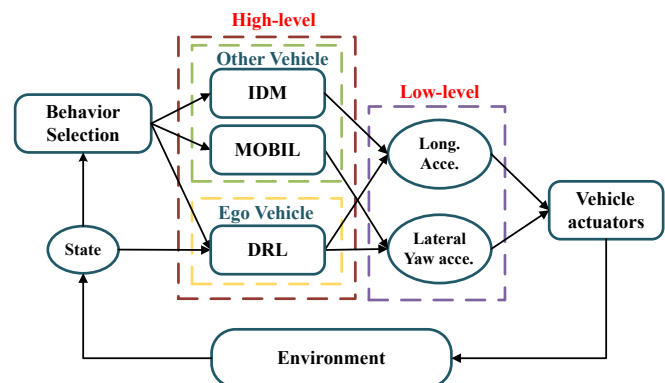 High-level
Other Vehicle
IDM
Low-level
Behavior
Selection
MOBIL
Long.
Acce.
Vehicle
actuators
Ego Vehicle
State
DRL
Lateral
Yaw acce.
Environment